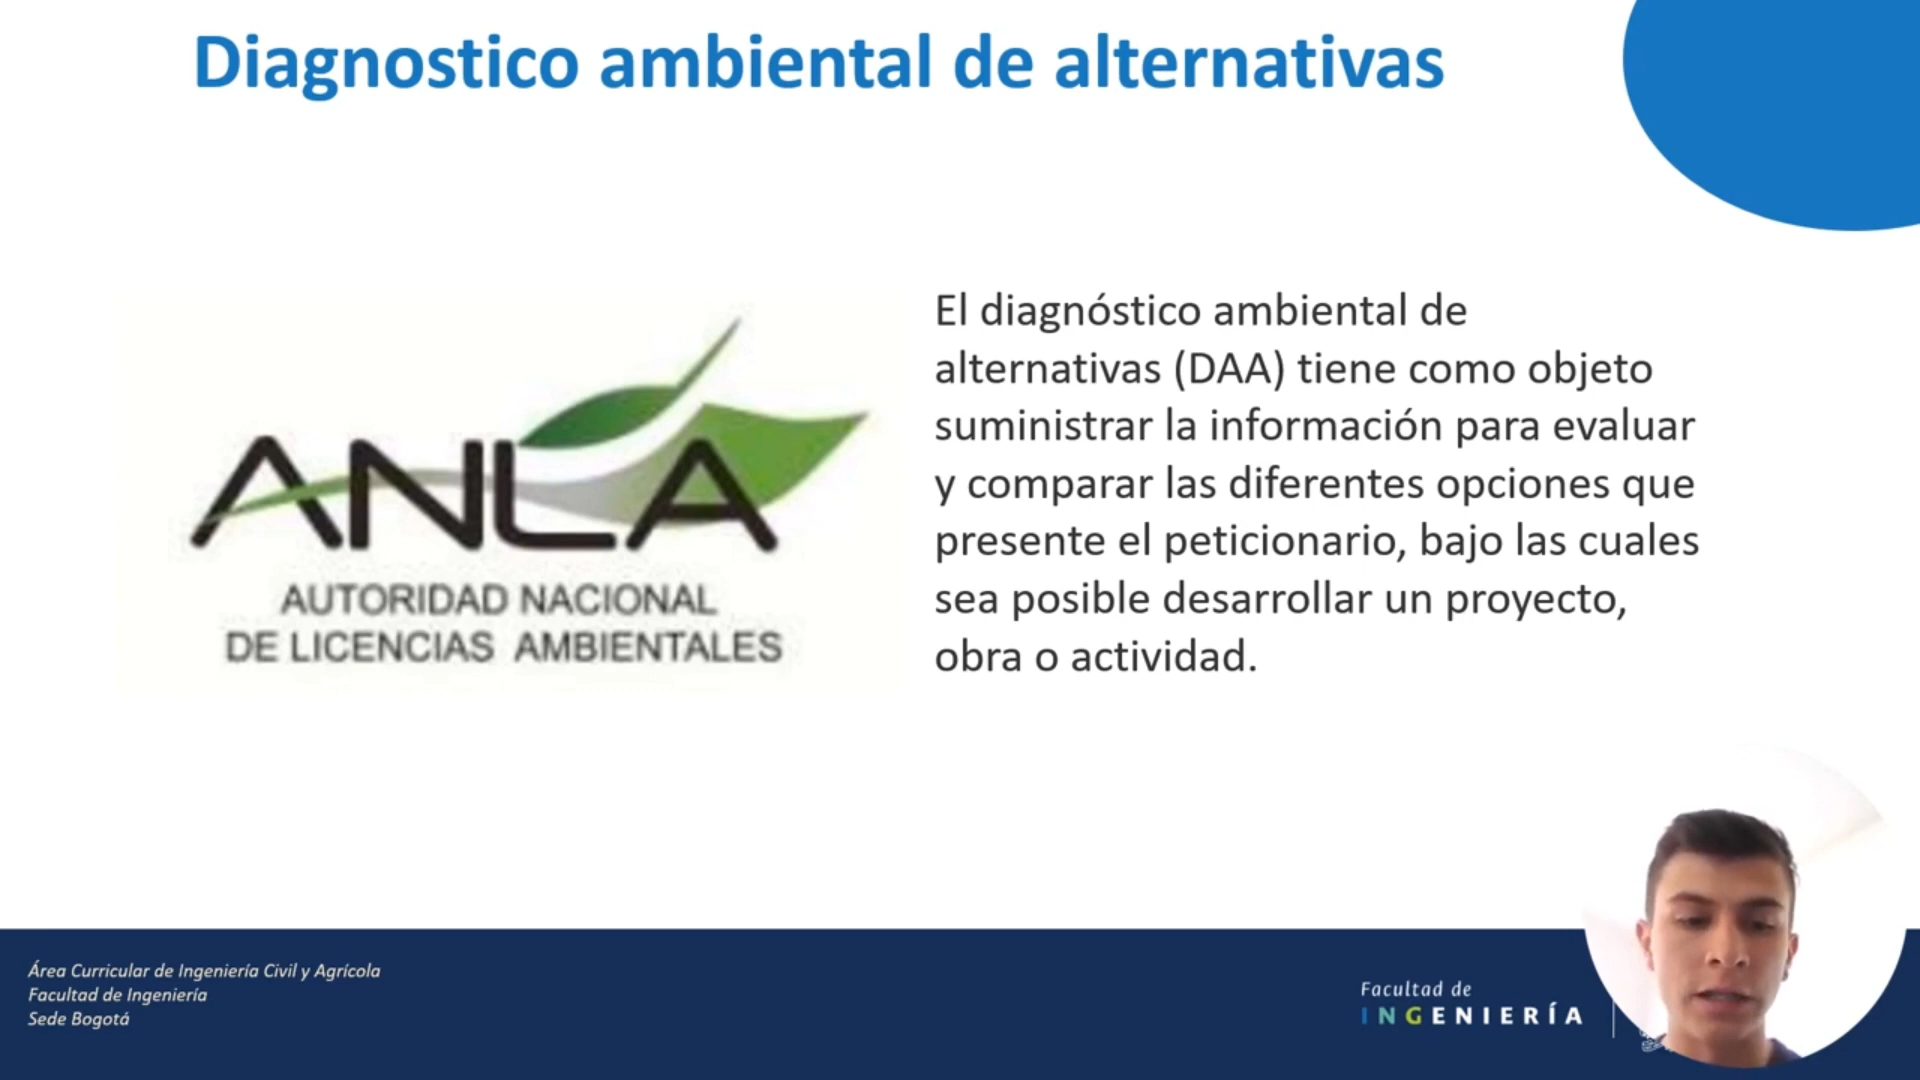 Diagnostico ambiental de alternativas
ANLA
AUTORIDAD NACIONAL
DE LICENCIAS AMBIENTALES
El diagnóstico ambiental de
alternativas (DAA) tiene como objeto
suministrar la información para evaluar
y comparar las diferentes opciones que
presente el peticionario, bajo las cuales
sea posible desarrollar un proyecto,
obra o actividad.
Área Curricular de Ingeniería Civil y Agrícola
Facultad de Ingeniería
Sede Bogotá
Facultad de
INGENIERÍA